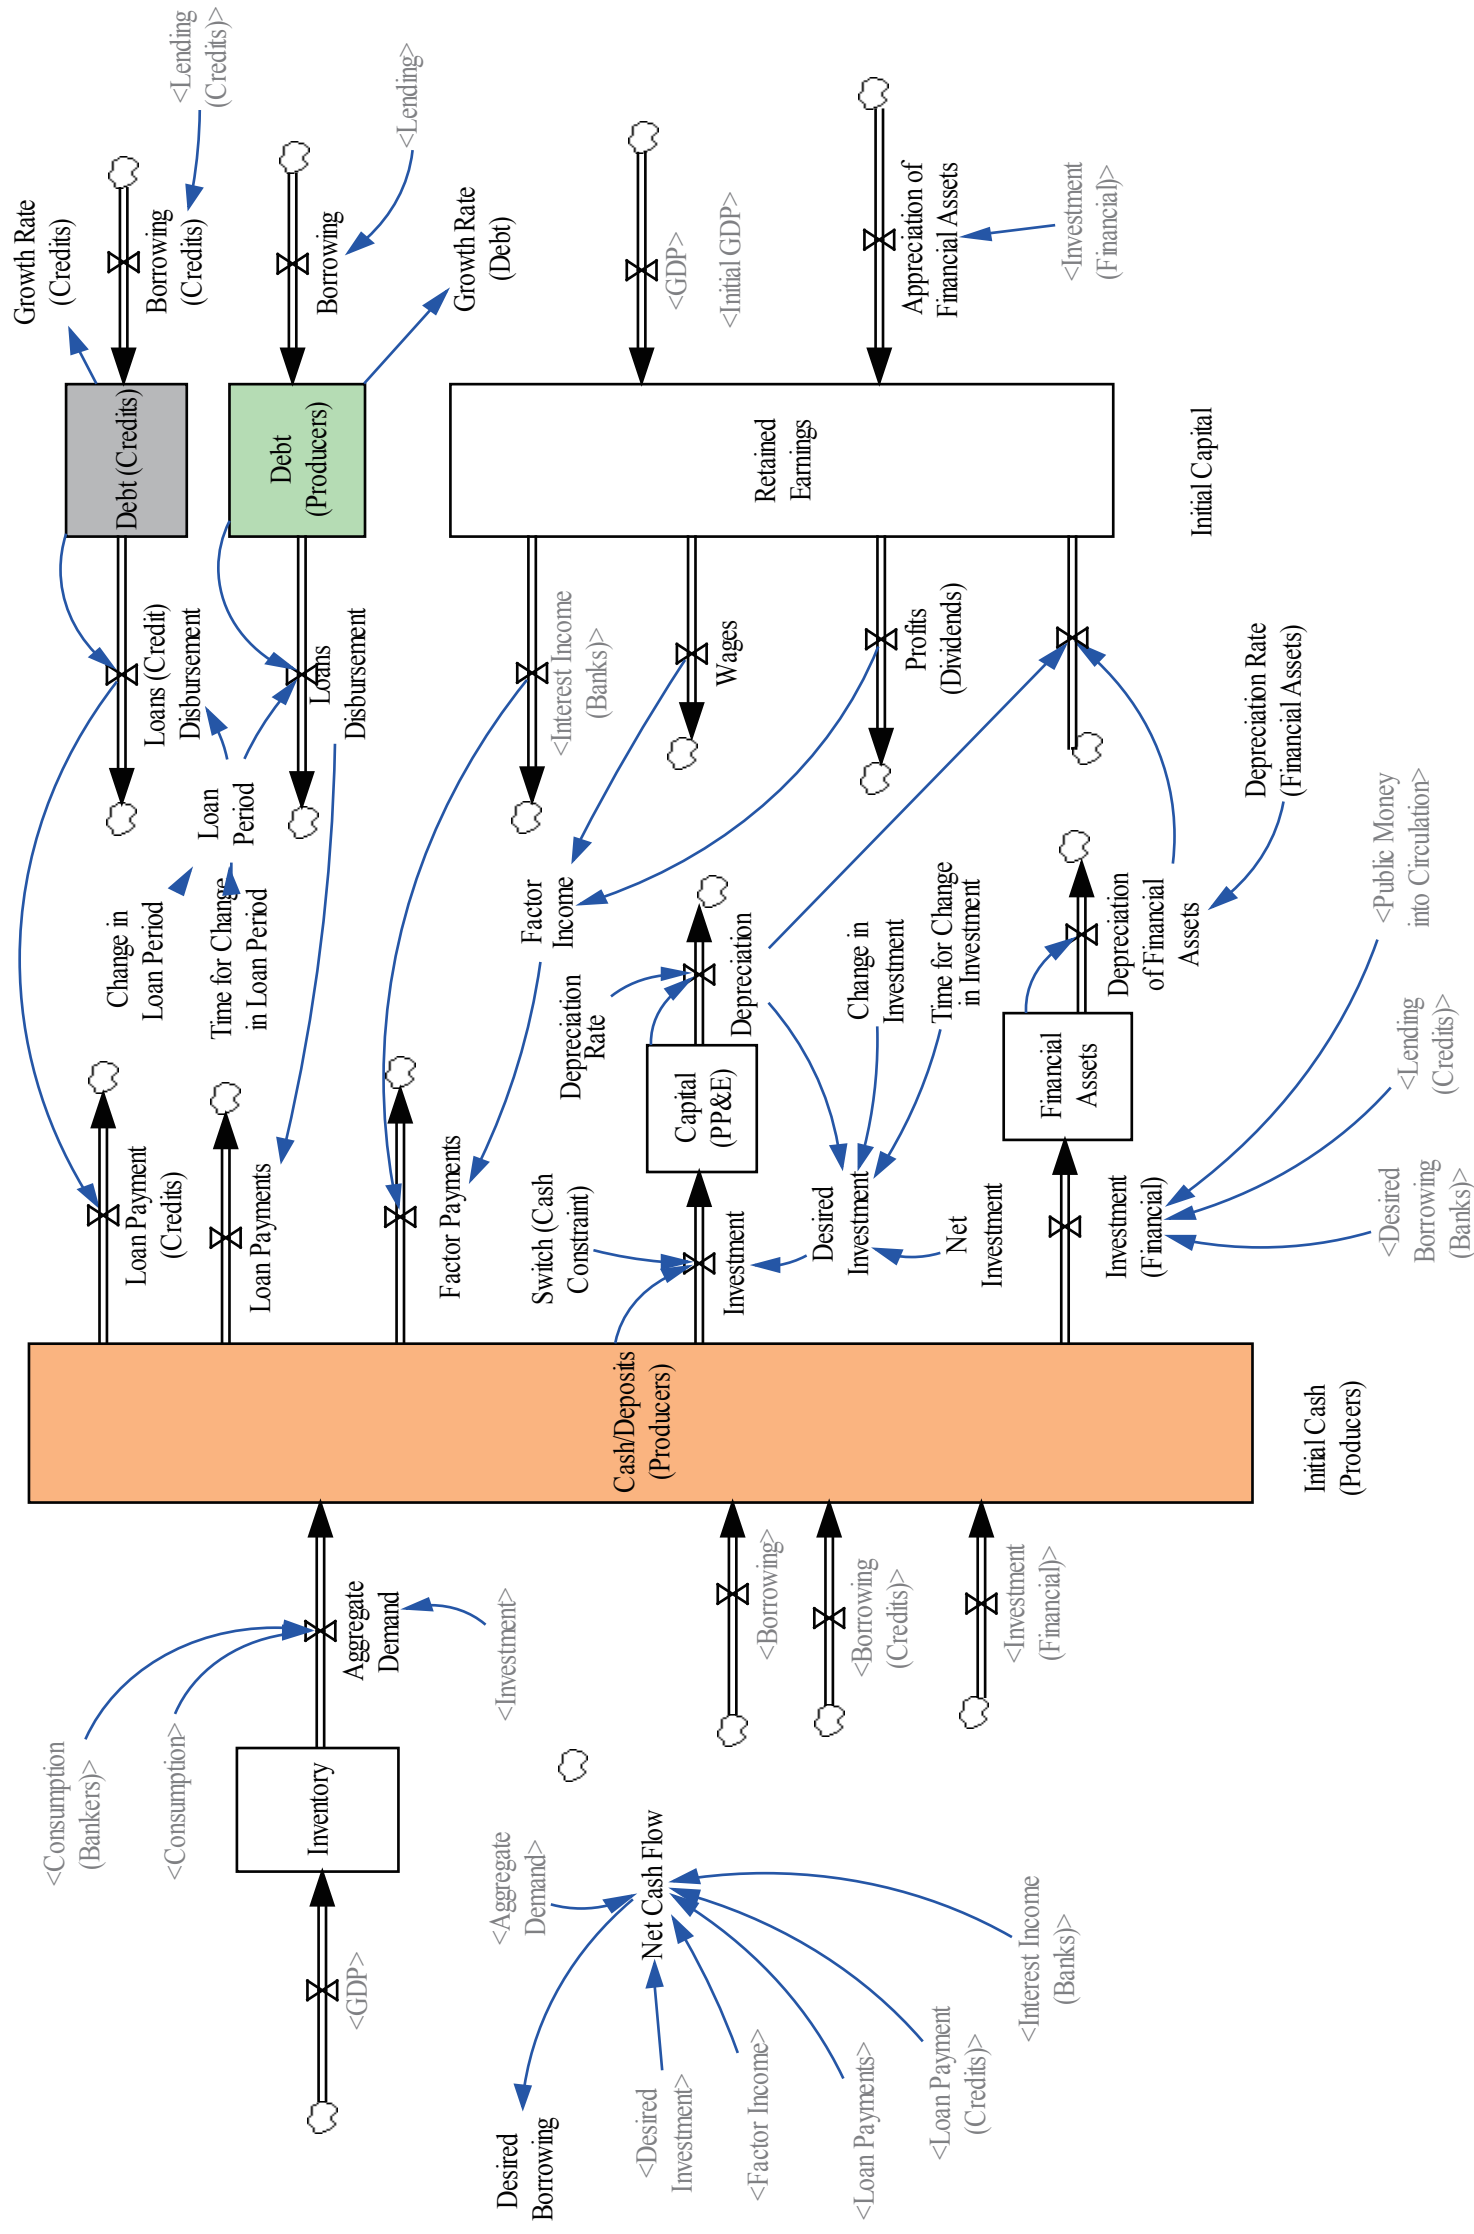 <Consumption
(Bankers)>
<Consumption>
<GDP>
Inventory
Aggregate
Demand
<Investment>
<Aggregate
Demand>
Net Cash Flow
Desired
Borrowing
<Desired
Investment>
<Factor Income>
<Loan Payments>
<Loan Payment
(Credits)>
<Interest Income
(Banks)>
<Borrowing>
<Borrowing
(Credits)>
<Investment
(Financial)>
Cash/Deposits
(Producers)
Initial Cash
(Producers)
Loan Payment
(Credits)
Loan Payments
Factor Payments
Switch (Cash
Constraint)
Investment
Desired
Investment
Net
Investment
Investment
(Financial)
<Desired
Borrowing
(Banks)>
<Lending
(Credits)>
<Public Money
into Circulation>
Capital
(PP&E)
Financial
Assets
Change in
Loan Period
Time for Change
in Loan Period
Loan
Period
Factor
Income
Depreciation
Rate
Depreciation
Change in
Investment
Time for Change
in Investment
Depreciation
of Financial
Assets
Depreciation Rate
(Financial Assets)
Loans (Credit)
Disbursement
Loans
Disbursement
<Interest Income
(Banks)>
Wages
Profits
(Dividends)
Debt (Credits)
Debt
(Producers)
Retained
Earnings
Initial Capital
Growth Rate
(Credits)
Borrowing
(Credits)
<Lending
(Credits)>
Borrowing
<Lending>
Growth Rate
(Debt)
<GDP>
<Initial GDP>
Appreciation of
Financial Assets
<Investment
(Financial)>